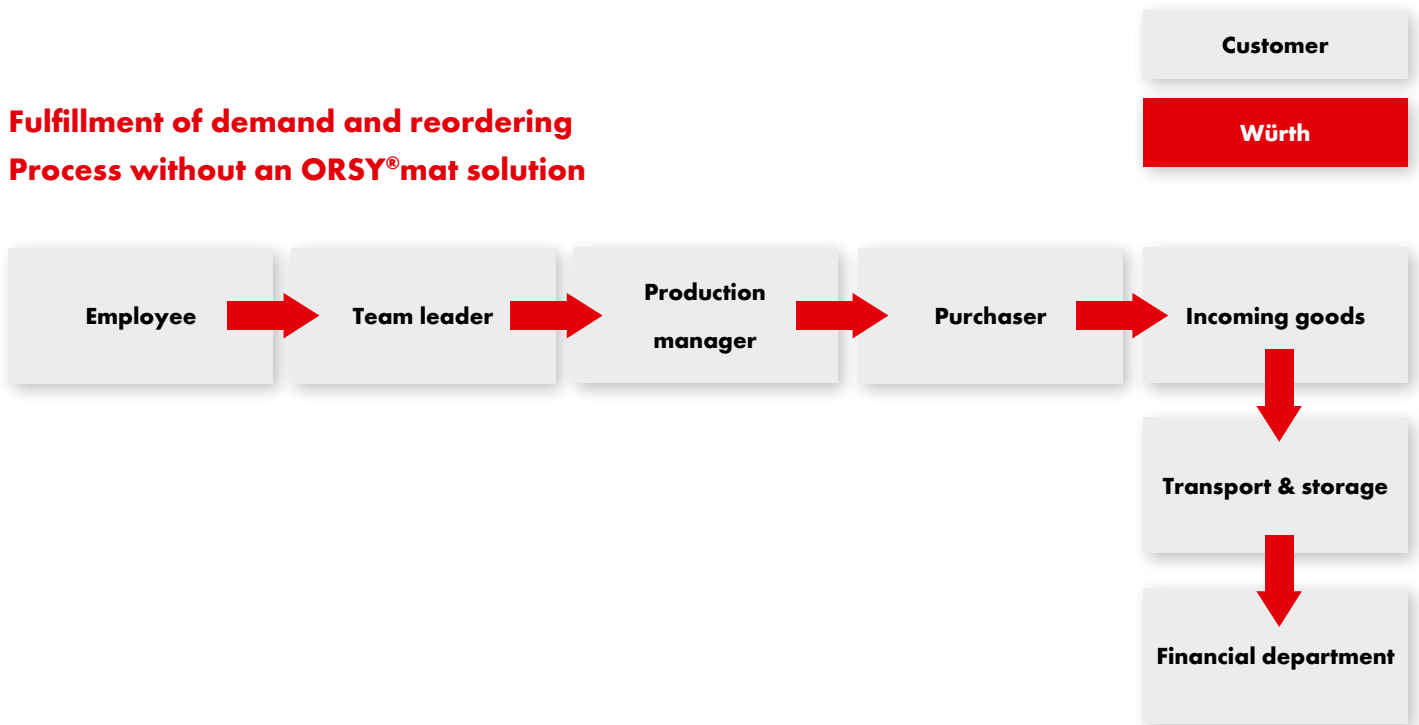 Customer
Fulfillment of demand and reordering
Würth
Process without an ORSY®mat solution
Employee
Team leader
Production
manager
Purchaser
Incoming goods
Transport & storage
Financial department